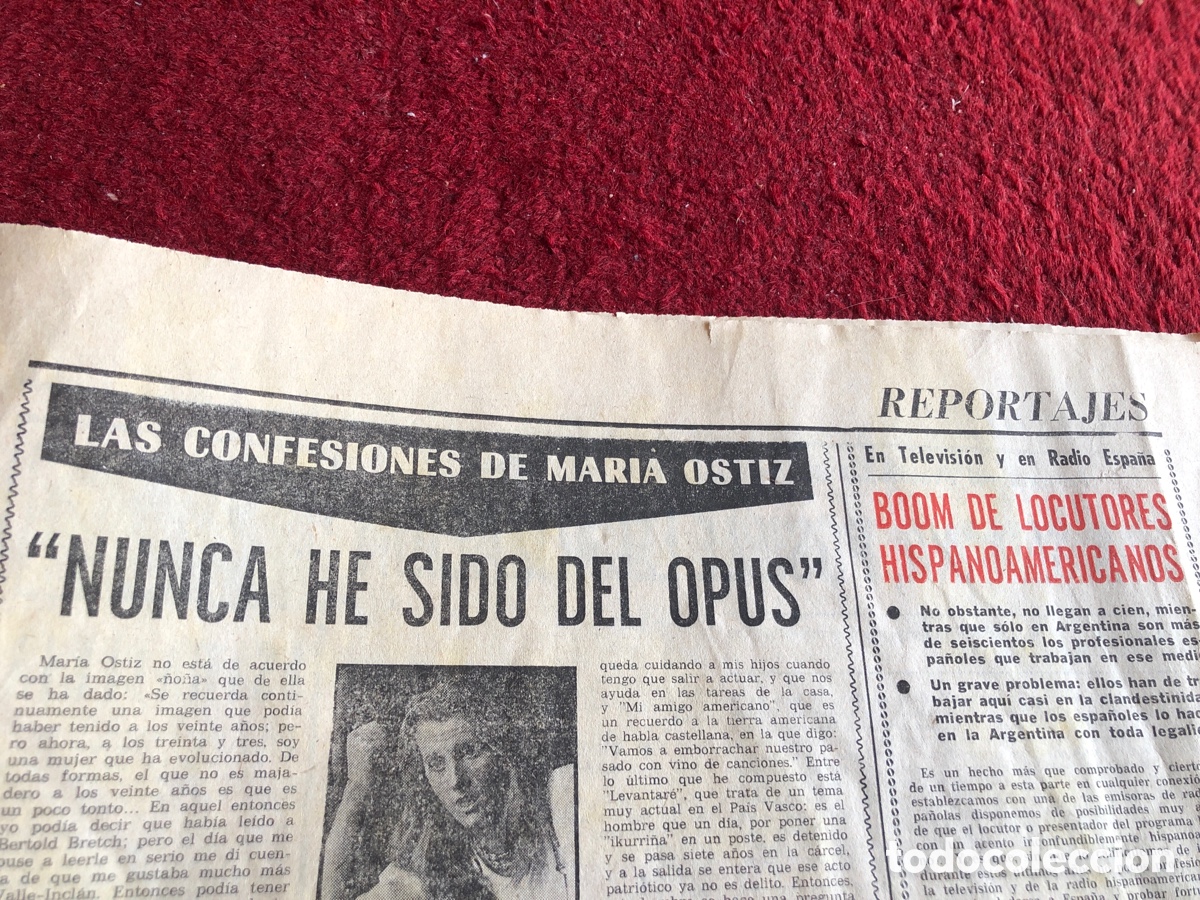 REPORTAJES
LAS CONFESIONES DE MARIA OSTIZ
“NUNCA HE SIDO DEL OPUS”
María Ostiz no está de acuerdo
con la imagen «ñoña» que de ella
se ha dado: «Se recuerda conti-
nuamente una imagen que podía
haber tenido a los veinte años; pe-
ro ahora, a los treinta y tres, soy
una mujer que ha evolucionado. De
todas formas, el que no es maja-
dero a los veinte años es que es
un poco tonto... En aquel entonces
yo podía decir que había leído a
Bertold Bretch; pero el día que me
puse a leerle en serio me di cuen-
a de que me gustaba mucho más
Valle-Inclán. Entonces podía tener
queda cuidando a mis hijos cuando
tengo que salir a actuar, y que nos
ayuda en las tareas de la casa,
y "Mi amigo americano", que es
un recuerdo a la tierra americana
de habla castellana, en la que digo:
"Vamos a emborrachar nuestro pa-
sado con vino de canciones." Entre
lo último que he compuesto está
"Levantaré", que trata de un tema
muy actual en el País Vasco: es el
hombre que un día, por poner una
"ikurriña" en un poste, es detenido
y se pasa siete años en la cárcel,
y a la salida se entera que ese acto
patriótico ya no es delito. Entonces,
se hace una pregunta
En Televisión y en Radio España
BOOM DE LOCUTORES
HISPANOAMERICANOS
● No obstante, no llegan a cien, mien-
tras que sólo en Argentina son más
de seiscientos los profesionales es-
pañoles que trabajan en ese medi
● Un grave problema: ellos han de tr
bajar aquí casi en la clandestinida
mientras que los españoles lo hac
en la Argentina con toda legali
Es un hecho más que comprobado y cierto
de un tiempo a esta parte en cualquier conexió
establezcamos con una de las emisoras de rad
pañolas disponemos de posibilidades muy
de que el locutor o presentador del programa
con un acento infundiblemente hispano
durante estos últimos
la televisión y de la radio hispanoamerican
a España y probar fort
todocoleccion